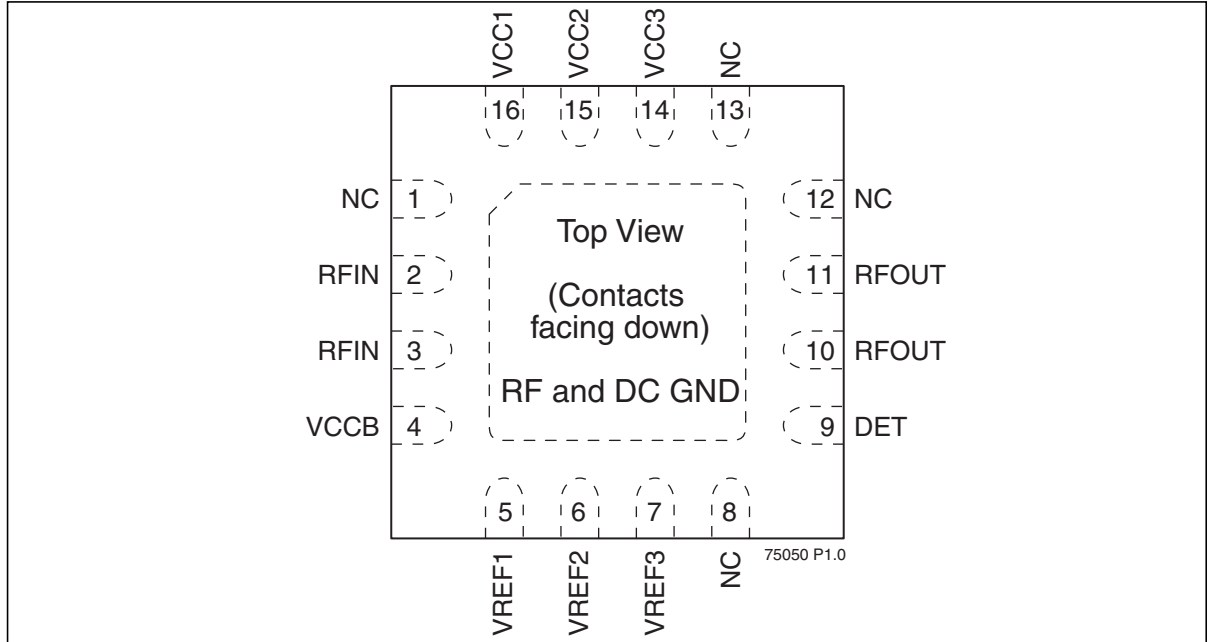 VCC1
VCC2
VCC3
NC
16
15
14
13
NC 1
12 NC
RFIN 2
11 RFOUT
RFIN 3
10 RFOUT
VCCB 4
9 DET
Top View
(Contacts
facing down)
RF and DC GND
5
6
7
8
VREF1
VREF2
VREF3
NC
75050 P1.0